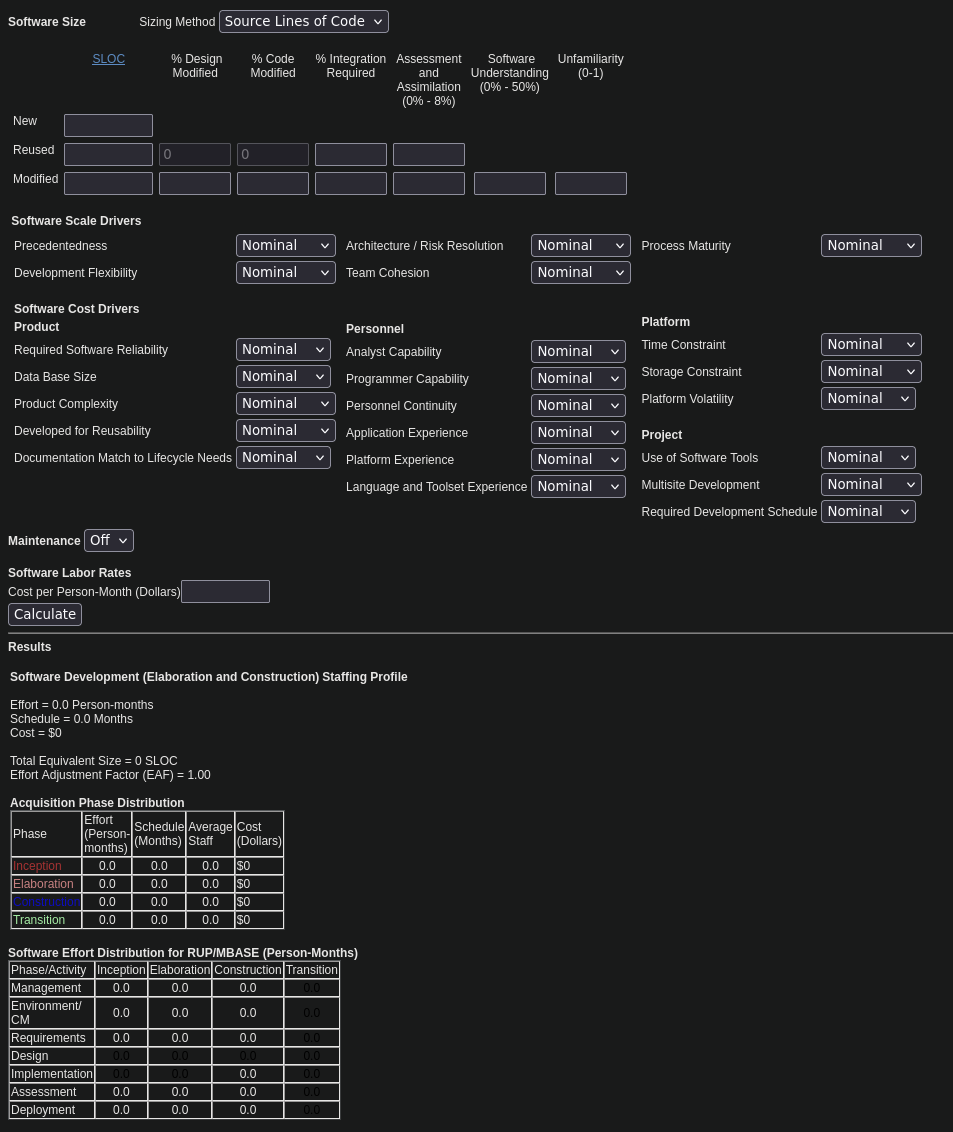 Software Size Sizing Method Source Lines of Code
SLOC % Design Modified % Code Modified % Integration Required Assessment and Assimilation (0% - 8%) Software Understanding (0% - 50%) Unfamiliarity (0-1)
New
Reused 0 0
Modified
Software Scale Drivers
Precedentedness Nominal Architecture / Risk Resolution Nominal Process Maturity Nominal
Development Flexibility Nominal Team Cohesion Nominal
Software Cost Drivers
Product
Required Software Reliability Nominal
Data Base Size Nominal
Product Complexity Nominal
Developed for Reusability Nominal
Documentation Match to Lifecycle Needs Nominal
Personnel
Analyst Capability Nominal
Programmer Capability Nominal
Personnel Continuity Nominal
Application Experience Nominal
Platform Experience Nominal
Language and Toolset Experience Nominal
Platform
Time Constraint Nominal
Storage Constraint Nominal
Platform Volatility Nominal
Project
Use of Software Tools Nominal
Multisite Development Nominal
Required Development Schedule Nominal
Maintenance Off
Software Labor Rates
Cost per Person-Month (Dollars)
Calculate
Results
Software Development (Elaboration and Construction) Staffing Profile
Effort = 0.0 Person-months
Schedule = 0.0 Months
Cost = $0
Total Equivalent Size = 0 SLOC
Effort Adjustment Factor (EAF) = 1.00
Acquisition Phase Distribution
Phase Effort (Person-months) Schedule (Months) Average Staff Cost (Dollars)
Inception 0.0 0.0 0.0 $0
Elaboration 0.0 0.0 0.0 $0
Construction 0.0 0.0 0.0 $0
Transition 0.0 0.0 0.0 $0
Software Effort Distribution for RUP/MBASE (Person-Months)
Phase/Activity Inception Elaboration Construction Transition
Management 0.0 0.0 0.0 0.0
Environment/CM 0.0 0.0 0.0 0.0
Requirements 0.0 0.0 0.0 0.0
Design 0.0 0.0 0.0 0.0
Implementation 0.0 0.0 0.0 0.0
Assessment 0.0 0.0 0.0 0.0
Deployment 0.0 0.0 0.0 0.0